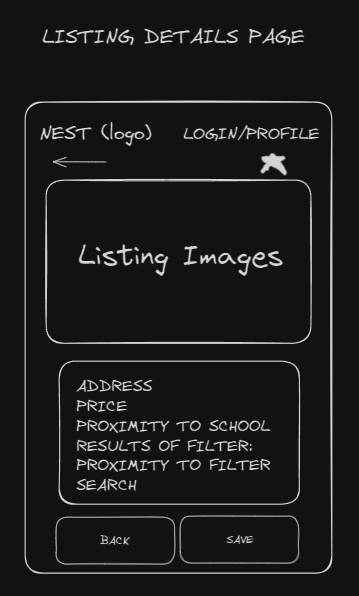 LISTING DETAILS PAGE
NEST (logo) LOGIN/PROFILE
Listing Images
ADDRESS
PRICE
PROXIMITY TO SCHOOL
RESULTS OF FILTER:
PROXIMITY TO FILTER
SEARCH
BACK SAVE